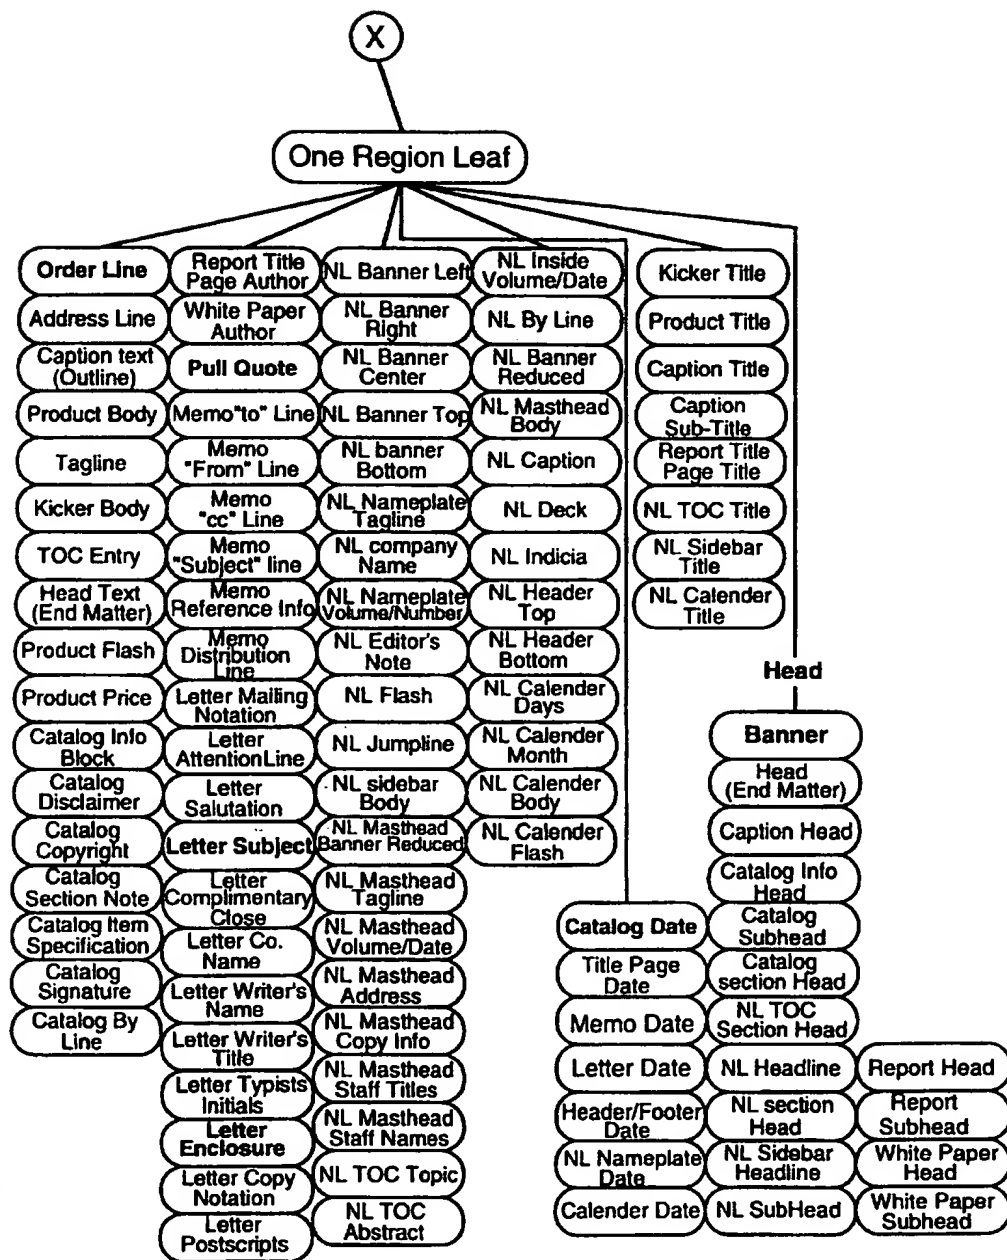 X
One Region Leaf
Order Line
Address Line
Caption text
(Outline)
Product Body
Tagline
Kicker Body
TOC Entry
Head Text
(End Matter)
Product Flash
Product Price
Catalog Info
Block
Catalog
Disclaimer
Catalog
Copyright
Catalog
Section Note
Catalog Item
Specification
Catalog
Signature
Catalog By
Line
Report Title
Page Author
White Paper
Author
Pull Quote
Memo"to" Line
Memo
"From" Line
Memo
"cc" Line
Memo
"Subject" line
Memo
Reference Info
Memo
Distribution
Line
Letter Mailing
Notation
Letter
AttentionLine
Letter
Salutation
Letter Subject
Letter
Complimentary
Close
Letter Co.
Name
Letter Writer's
Name
Letter Writer's
Title
Letter Typists
Initials
Letter
Enclosure
Letter Copy
Notation
Letter
Postscripts
NL Banner Left
NL Banner
Right
NL Banner
Center
NL Banner Top
NL banner
Bottom
NL Nameplate
Tagline
NL company
Name
NL Nameplate
Volume/Number
NL Editor's
Note
NL Flash
NL Jumpline
NL sidebar
Body
NL Masthead
Banner Reduced
NL Masthead
Tagline
NL Masthead
Volume/Date
NL Masthead
Address
NL Masthead
Copy Info
NL Masthead
Staff Titles
NL Masthead
Staff Names
NL TOC Topic
NL TOC
Abstract
NL Inside
Volume/Date
NL By Line
NL Banner
Reduced
NL Masthead
Body
NL Caption
NL Deck
NL Indicia
NL Header
Top
NL Header
Bottom
NL Calender
Days
NL Calender
Month
NL Calender
Body
NL Calender
Flash
Kicker Title
Product Title
Caption Title
Caption
Sub-Title
Report Title
Page Title
NL TOC Title
NL Sidebar
Title
NL Calender
Title
Catalog Date
Title Page
Date
Memo Date
Letter Date
Header/Footer
Date
NL Nameplate
Date
Calender Date
Head
Banner
Head
(End Matter)
Caption Head
Catalog Info
Head
Catalog
Subhead
Catalog
section Head
NL TOC
Section Head
NL Headline
NL section
Head
NL Sidebar
Headline
NL SubHead
Report Head
Report
Subhead
White Paper
Head
White Paper
Subhead